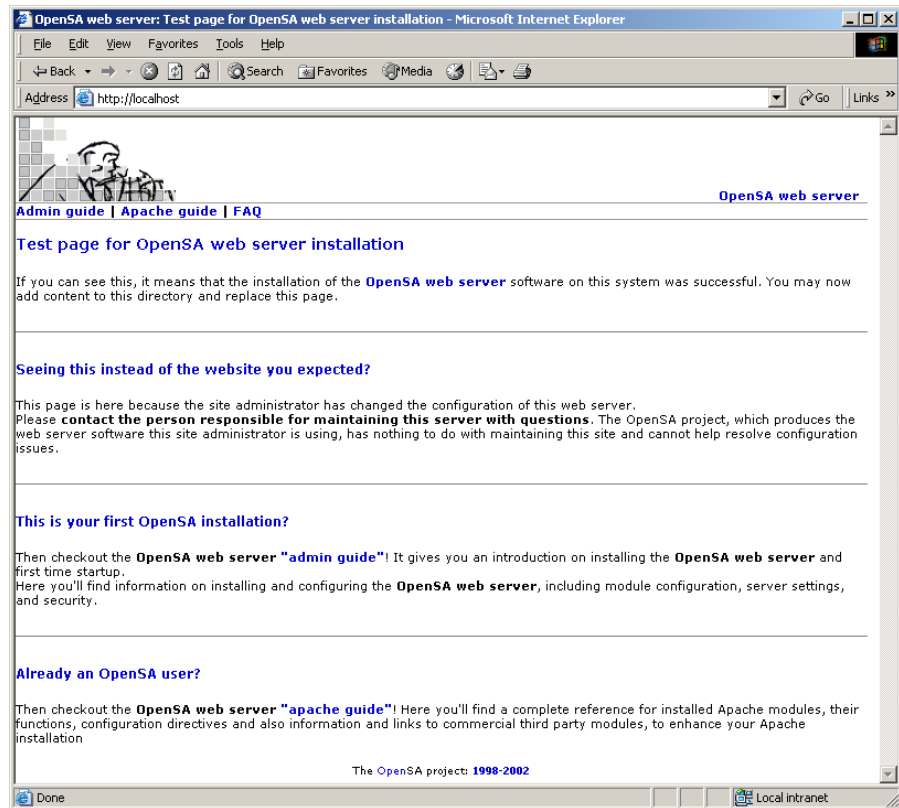 OpenSA web server: Test page for OpenSA web server installation - Microsoft Internet Explorer
File Edit View Favorites Tools Help
Back Search Favorites Media
Address http://localhost Go Links »
OpenSA web server
Admin guide | Apache guide | FAQ
Test page for OpenSA web server installation
If you can see this, it means that the installation of the OpenSA web server software on this system was successful. You may now
add content to this directory and replace this page.
Seeing this instead of the website you expected?
This page is here because the site administrator has changed the configuration of this web server.
Please contact the person responsible for maintaining this server with questions. The OpenSA project, which produces the
web server software this site administrator is using, has nothing to do with maintaining this site and cannot help resolve configuration
issues.
This is your first OpenSA installation?
Then checkout the OpenSA web server "admin guide"! It gives you an introduction on installing the OpenSA web server and
first time startup.
Here you'll find information on installing and configuring the OpenSA web server, including module configuration, server settings,
and security.
Already an OpenSA user?
Then checkout the OpenSA web server "apache guide"! Here you'll find a complete reference for installed Apache modules, their
functions, configuration directives and also information and links to commercial third party modules, to enhance your Apache
installation
The OpenSA project: 1998-2002
Done Local intranet